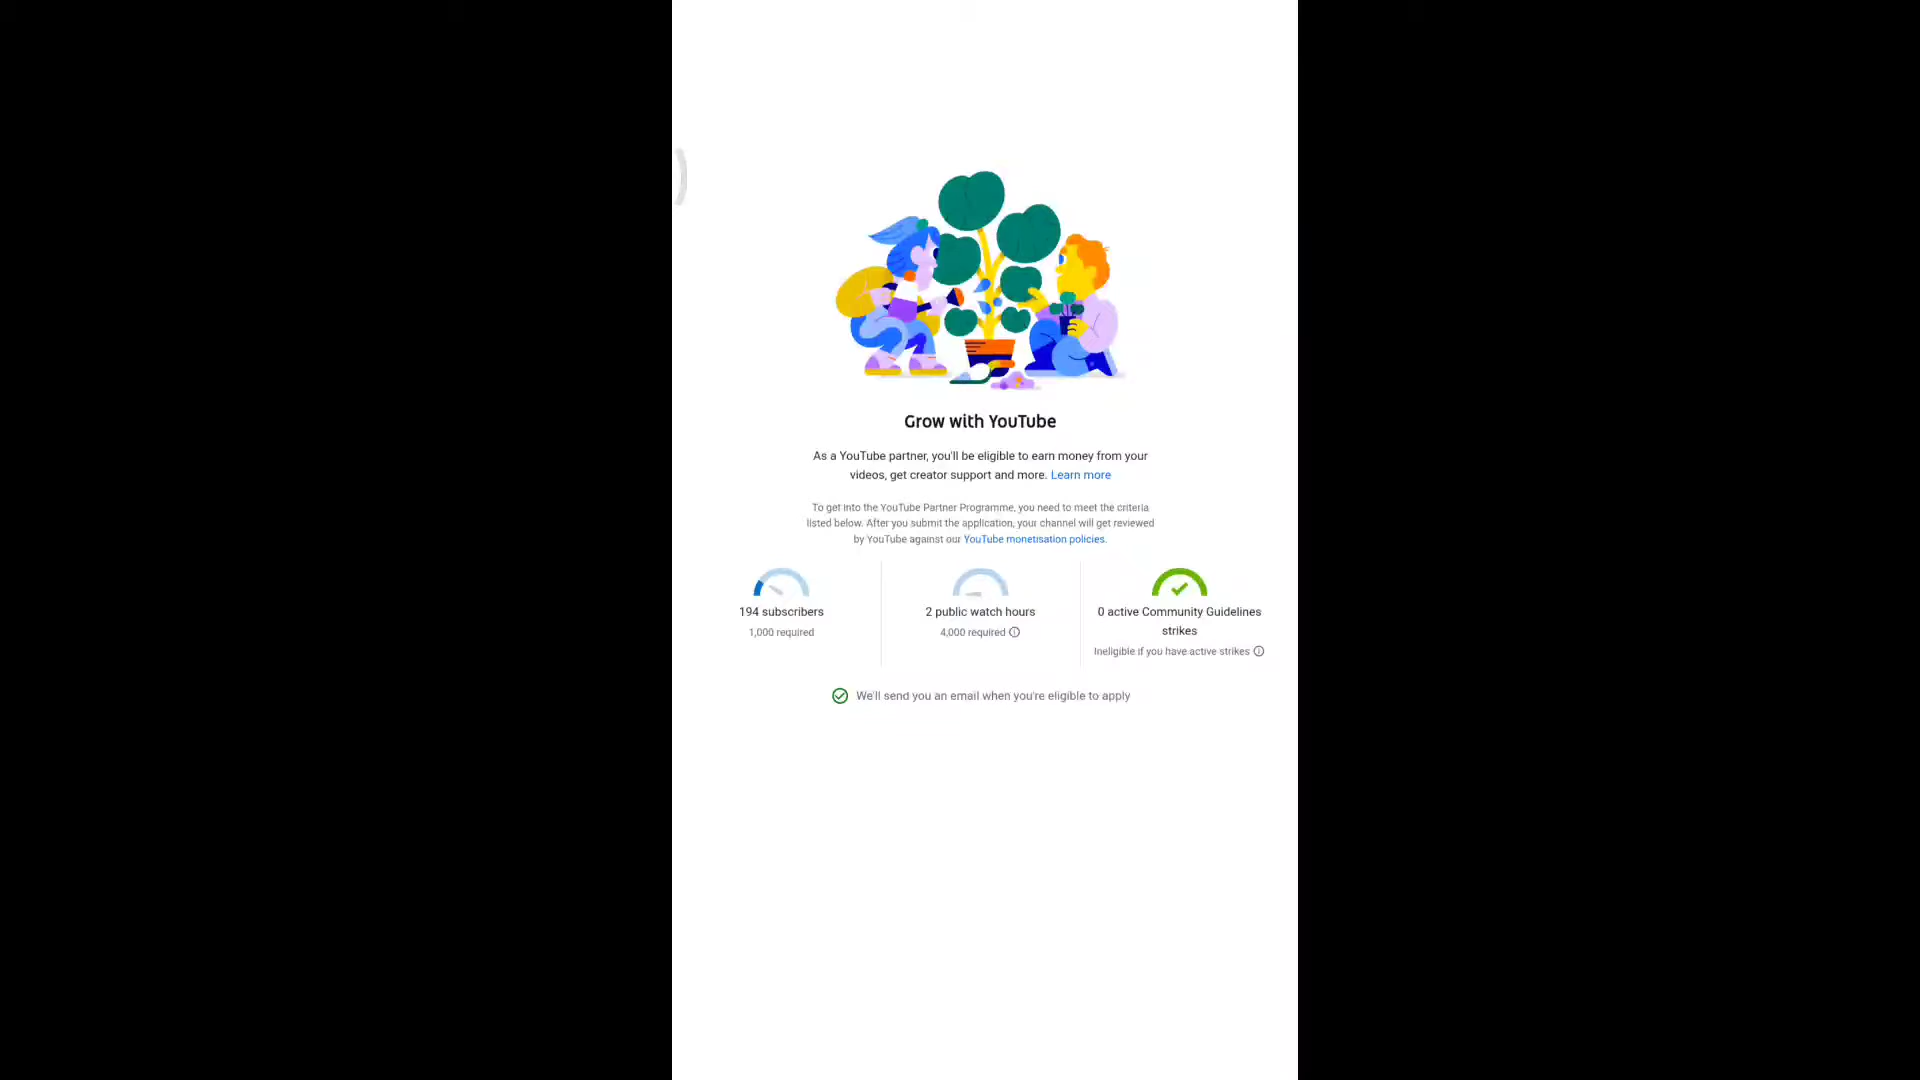 Grow with YouTube
As a YouTube partner, you'll be eligible to earn money from your
videos, get creator support and more. Learn more
To get into the YouTube Partner Programme, you need to meet the criteria
listed below. After you submit the application, your channel will get reviewed
by YouTube against our YouTube monetisation policies.
194 subscribers
1,000 required
2 public watch hours
4,000 required
0 active Community Guidelines
strikes
Ineligible if you have active strikes
We'll send you an email when you're eligible to apply